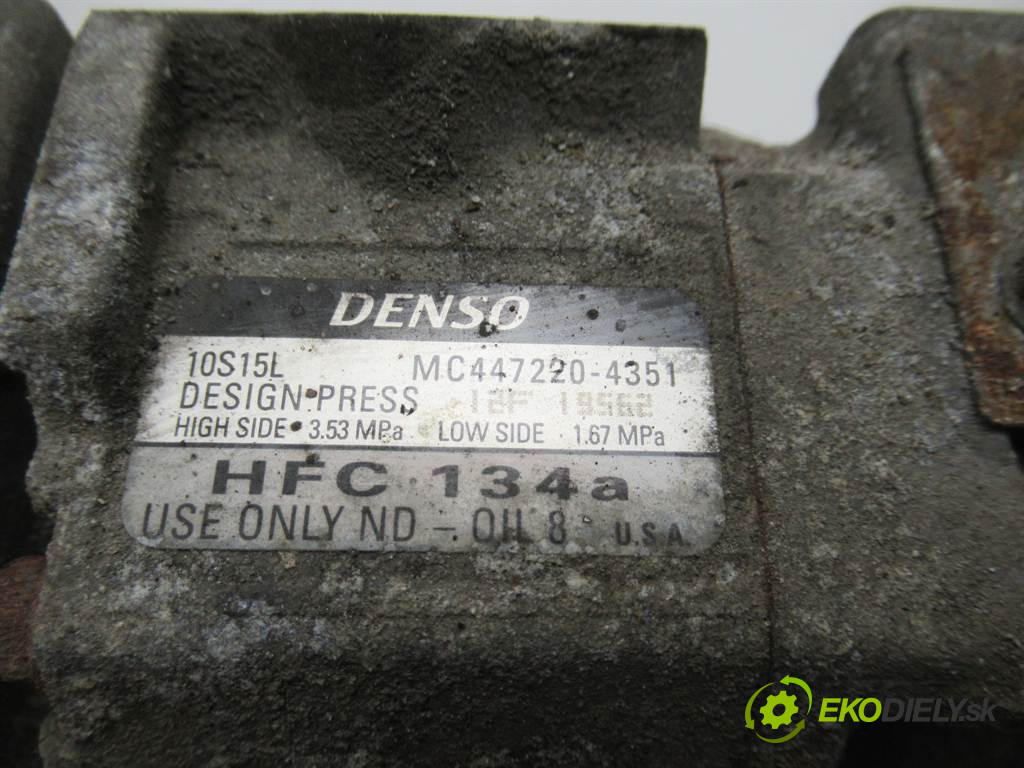 DENSO
10S15L MC447220-4351
DESIGN PRESS
HIGH SIDE 3.53 MPa LOW SIDE 1.67 MPa
HFC 134a
USE ONLY ND-OIL 8 U.S.A.
EKODIELY.sk